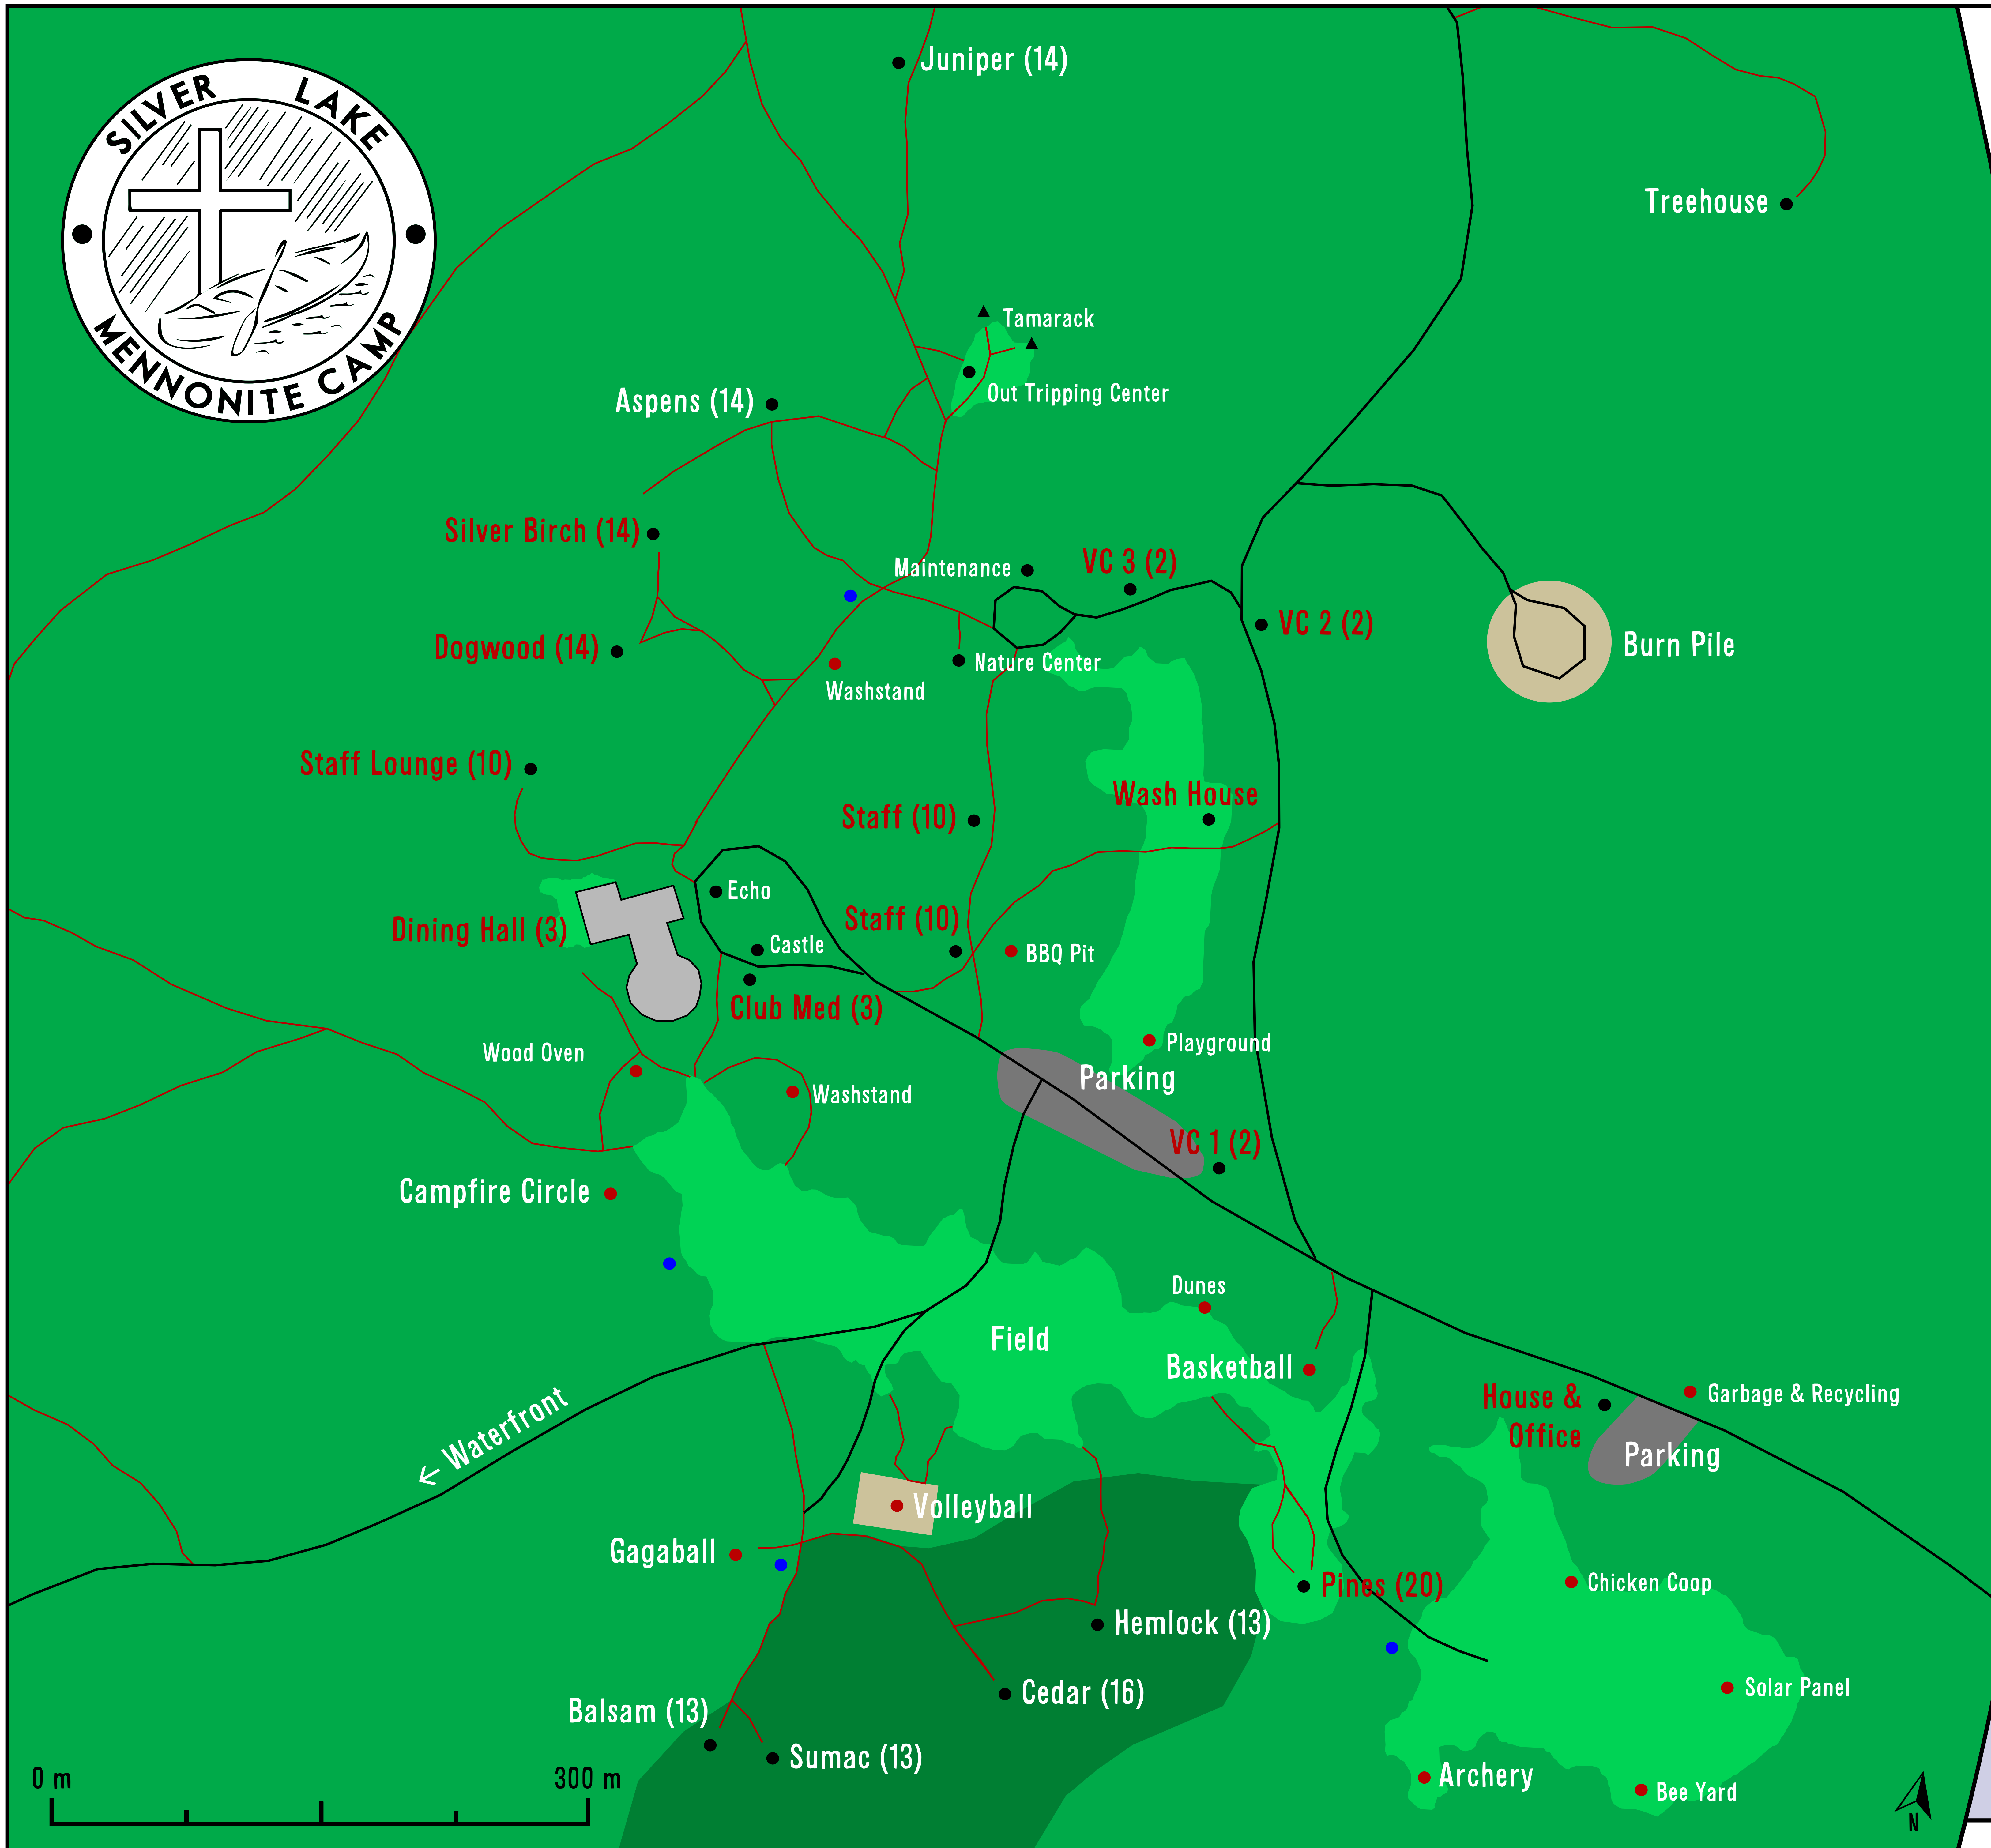 SILVER LAKE
MENNONITE CAMP
Juniper (14)
Treehouse
Tamarack
Out Tripping Center
Aspens (14)
Silver Birch (14)
Maintenance
VC 3 (2)
VC 2 (2)
Burn Pile
Dogwood (14)
Nature Center
Washstand
Staff Lounge (10)
Wash House
Staff (10)
Echo
Staff (10)
Dining Hall (3)
Castle
BBQ Pit
Club Med (3)
Playground
Wood Oven
Parking
Washstand
VC 1 (2)
Campfire Circle
Dunes
Field
Basketball
House &
Office
Garbage & Recycling
← Waterfront
Parking
Volleyball
Gagaball
Pines (20)
Chicken Coop
Hemlock (13)
Cedar (16)
Solar Panel
Balsam (13)
Sumac (13)
Archery
Bee Yard
0 m
300 m
N